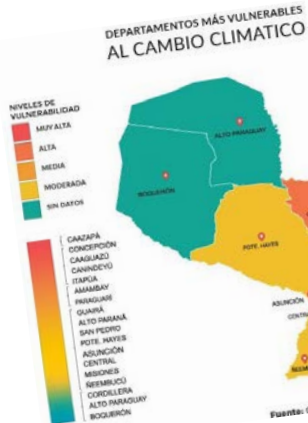 DEPARTAMENTOS MÁS VULNERABLES
AL CAMBIO CLIMATICO
NIVELES DE
VULNERABILIDAD
MUY ALTA
ALTA
MEDIA
MODERADA
SIN DATOS
ALTO PARAGUAY
BOQUERÓN
PDTE. HAYES
CAAZAPÁ
CONCEPCIÓN
CAAGUAZÚ
CANINDEYÚ
ITAPÚA
AMAMBAY
PARAGUARÍ
GUAIRÁ
ALTO PARANÁ
SAN PEDRO
PDTE. HAYES
ASUNCIÓN
CENTRAL
MISIONES
ÑEEMBUCÚ
CORDILLERA
ALTO PARAGUAY
BOQUERÓN
ASUNCIÓN
CENTR
ÑEEM
Fuente: